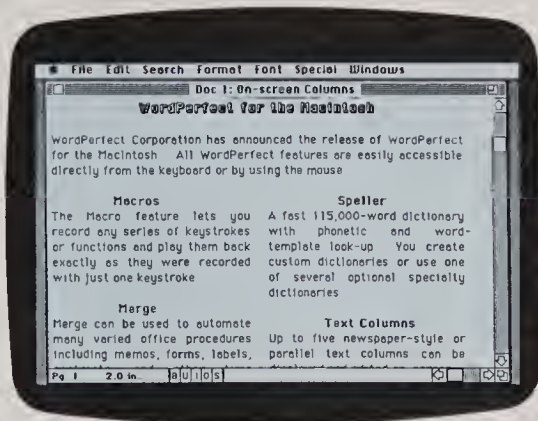 File Edit Search Format Font Special Windows
Doc 1: On-screen Columns
WordPerfect for the Macintosh
WordPerfect Corporation has announced the release of WordPerfect
for the Macintosh All WordPerfect features are easily accessible
directly from the keyboard or by using the mouse
Macros
The Macro feature lets you
record any series of keystrokes
or functions and play them back
exactly as they were recorded
with just one keystroke
Merge
Merge can be used to automate
many varied office procedures
including memos, forms, labels,
Speller
A fast 115,000-word dictionary
with phonetic and word-
template look-up You create
custom dictionaries or use one
of several optional specialty
dictionaries
Text Columns
Up to five newspaper-style or
parallel text columns can be
Pg 1 2.0 in. B U I O S